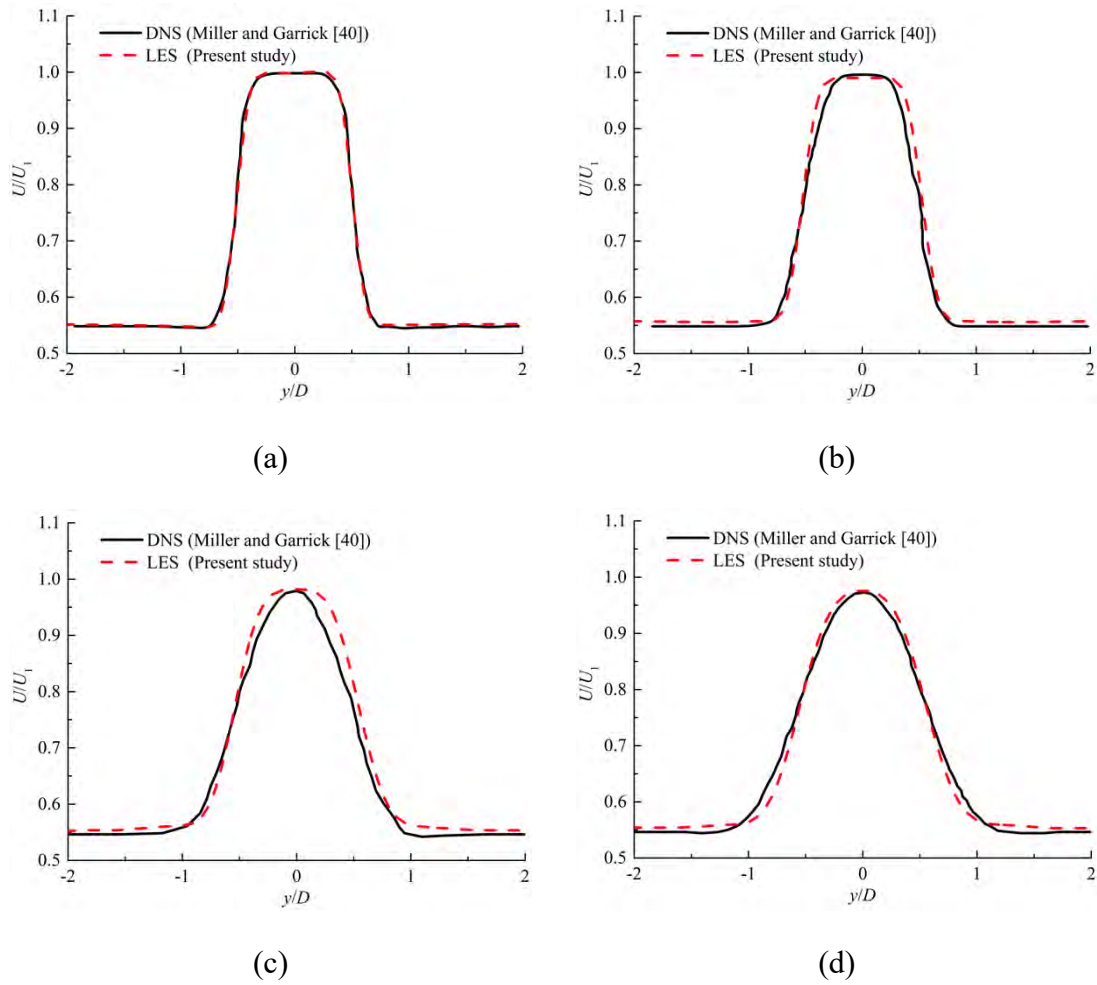 1.1
DNS (Miller and Garrick [40])
LES (Present study)
1.0
0.9
0.8
0.7
0.6
0.5
U/U₁
-2 -1 0 1 2
y/D
(a)
1.1
DNS (Miller and Garrick [40])
LES (Present study)
1.0
0.9
0.8
0.7
0.6
0.5
U/U₁
-2 -1 0 1 2
y/D
(b)
1.1
DNS (Miller and Garrick [40])
LES (Present study)
1.0
0.9
0.8
0.7
0.6
0.5
U/U₁
-2 -1 0 1 2
y/D
(c)
1.1
DNS (Miller and Garrick [40])
LES (Present study)
1.0
0.9
0.8
0.7
0.6
0.5
U/U₁
-2 -1 0 1 2
y/D
(d)